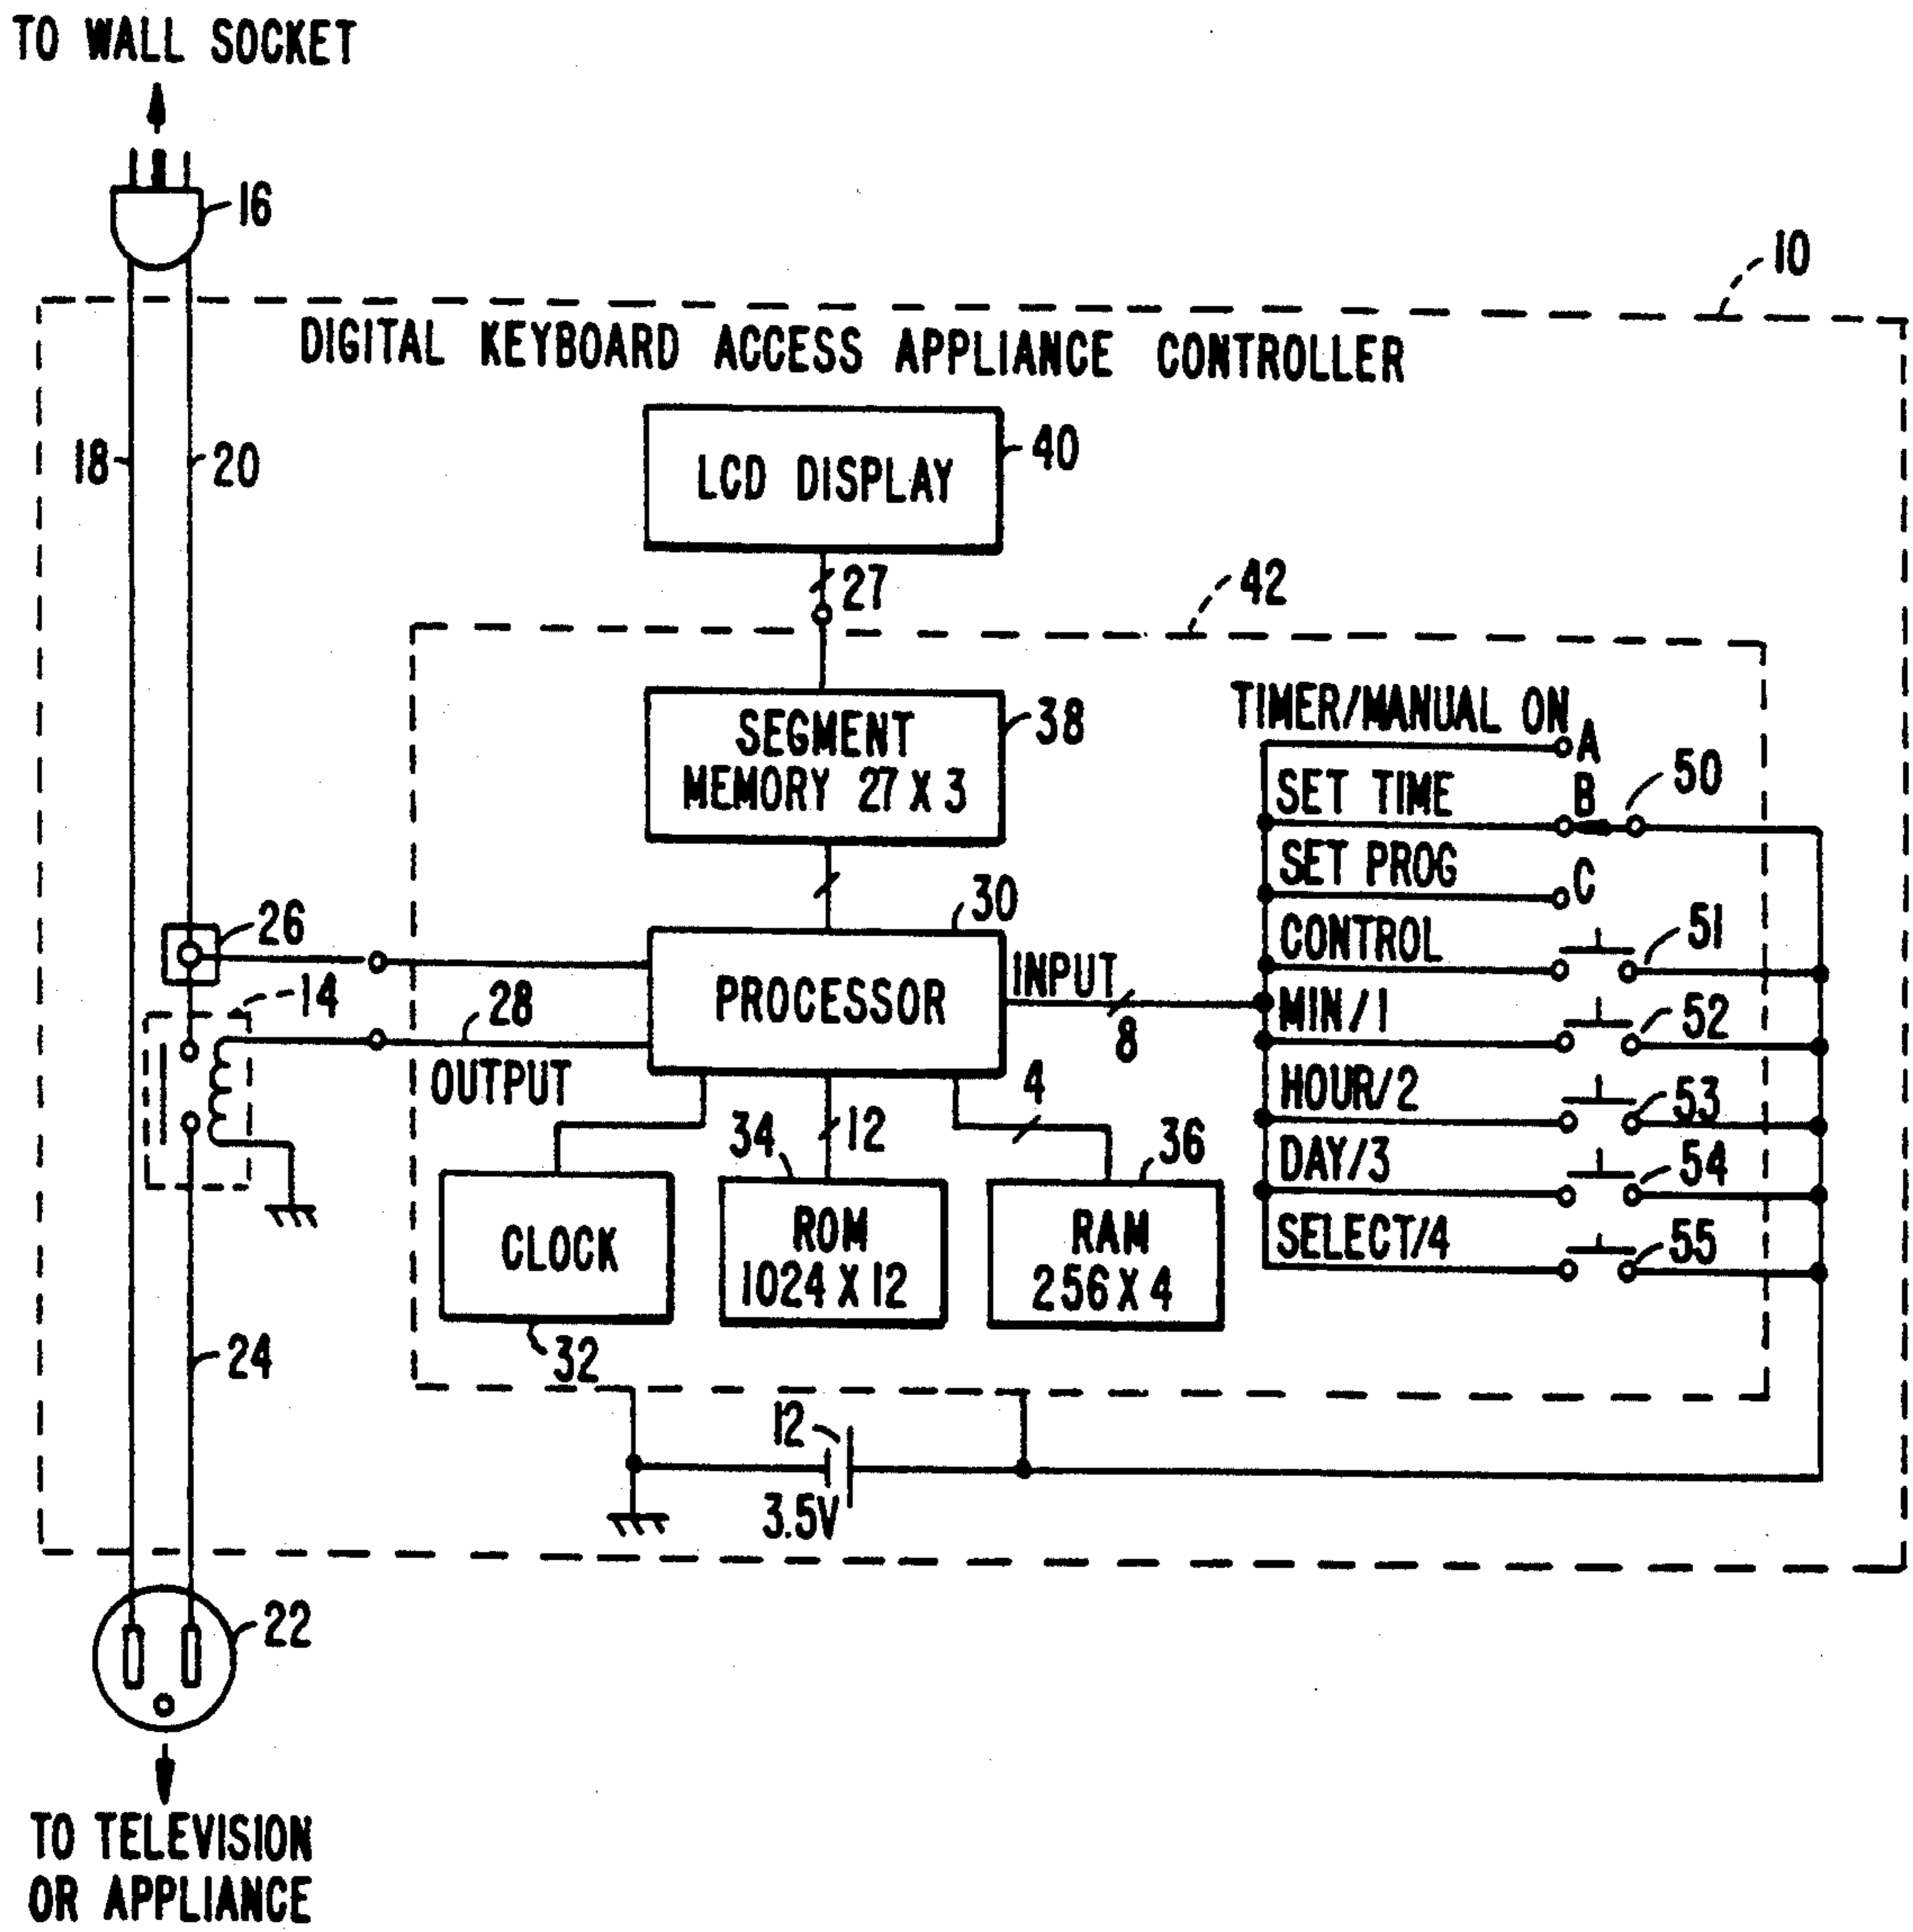 TO WALL SOCKET
16
10
DIGITAL KEYBOARD ACCESS APPLIANCE CONTROLLER
18
20
LCD DISPLAY
40
27
42
SEGMENT
MEMORY 27 X 3
38
TIMER/MANUAL ON
A
SET TIME
B
50
SET PROG
C
26
30
CONTROL
51
14
28
PROCESSOR
INPUT
8
MIN/1
52
OUTPUT
4
HOUR/2
53
34
12
36
DAY/3
54
CLOCK
ROM
1024 X 12
RAM
256 X 4
SELECT/4
55
32
24
12
3.5V
22
TO TELEVISION
OR APPLIANCE